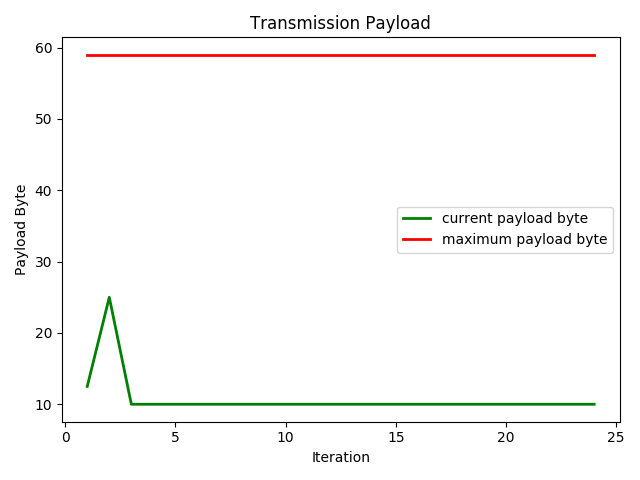 Transmission Payload
60
50
40
30
20
10
Payload Byte
current payload byte
maximum payload byte
0 5 10 15 20 25
Iteration